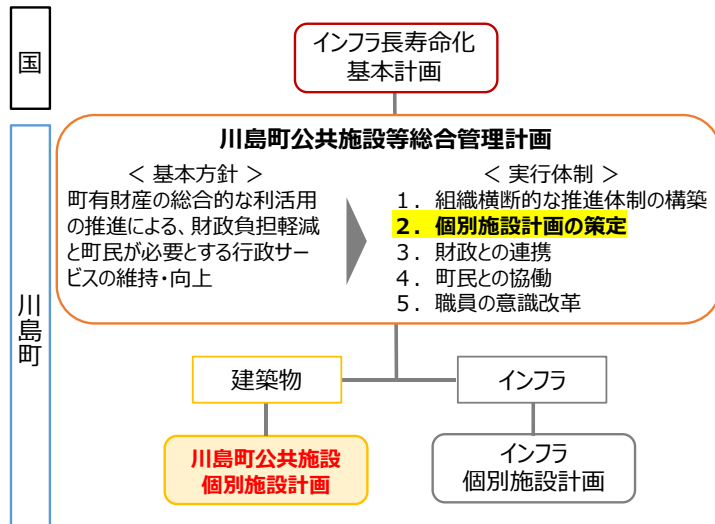 国
インフラ長寿命化
基本計画
川島町
川島町公共施設等総合管理計画
＜ 基本方針 ＞
町有財産の総合的な利活用
の推進による、財政負担軽減
と町民が必要とする行政サー
ビスの維持・向上
＜ 実行体制 ＞
１．組織横断的な推進体制の構築
２．個別施設計画の策定
３．財政との連携
４．町民との協働
５．職員の意識改革
建築物
インフラ
川島町公共施設
個別施設計画
インフラ
個別施設計画